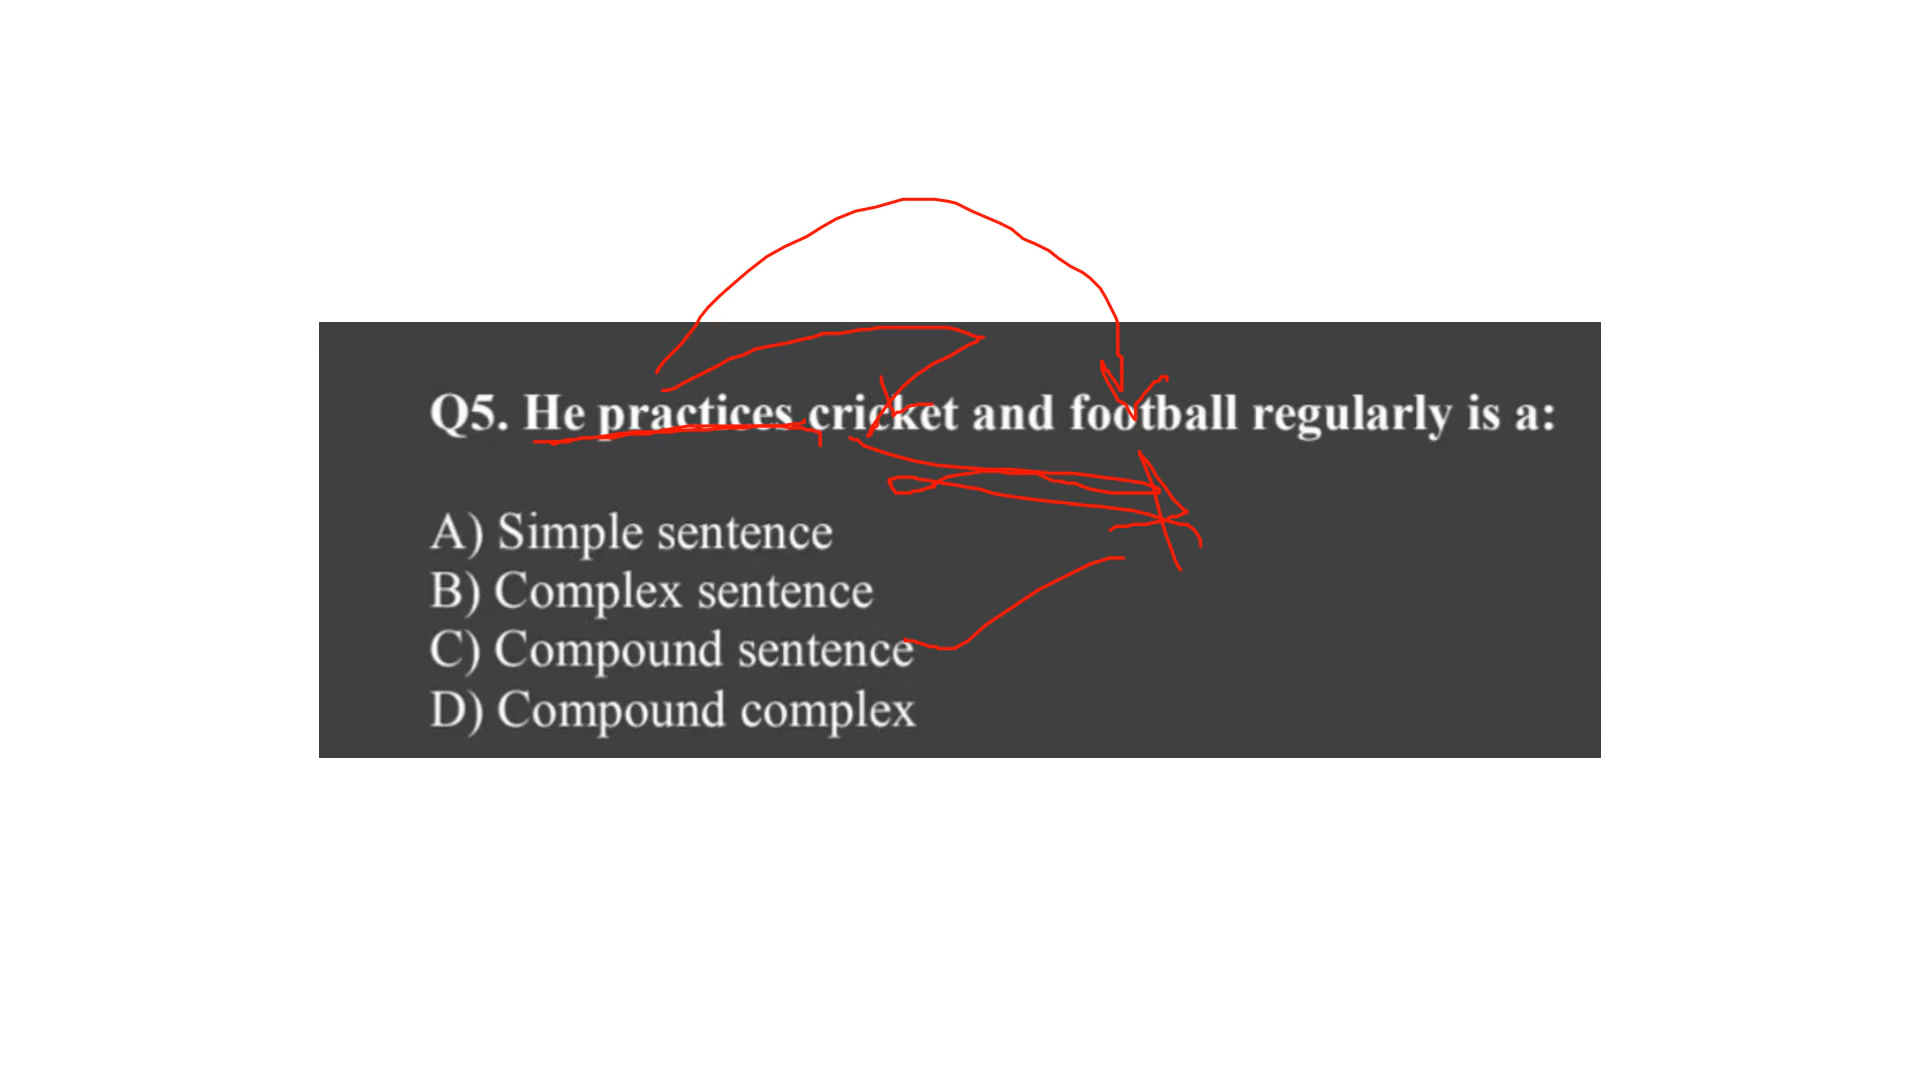 Q5. He practices cricket and football regularly is a:
A) Simple sentence
B) Complex sentence
C) Compound sentence
D) Compound complex